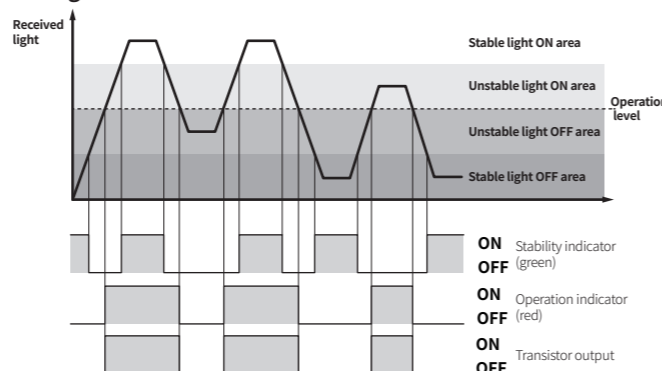 Received
light
Stable light ON area
Unstable light ON area
Operation
level
Unstable light OFF area
Stable light OFF area
ON
OFF
Stability indicator
(green)
ON
OFF
Operation indicator
(red)
ON
OFF
Transistor output